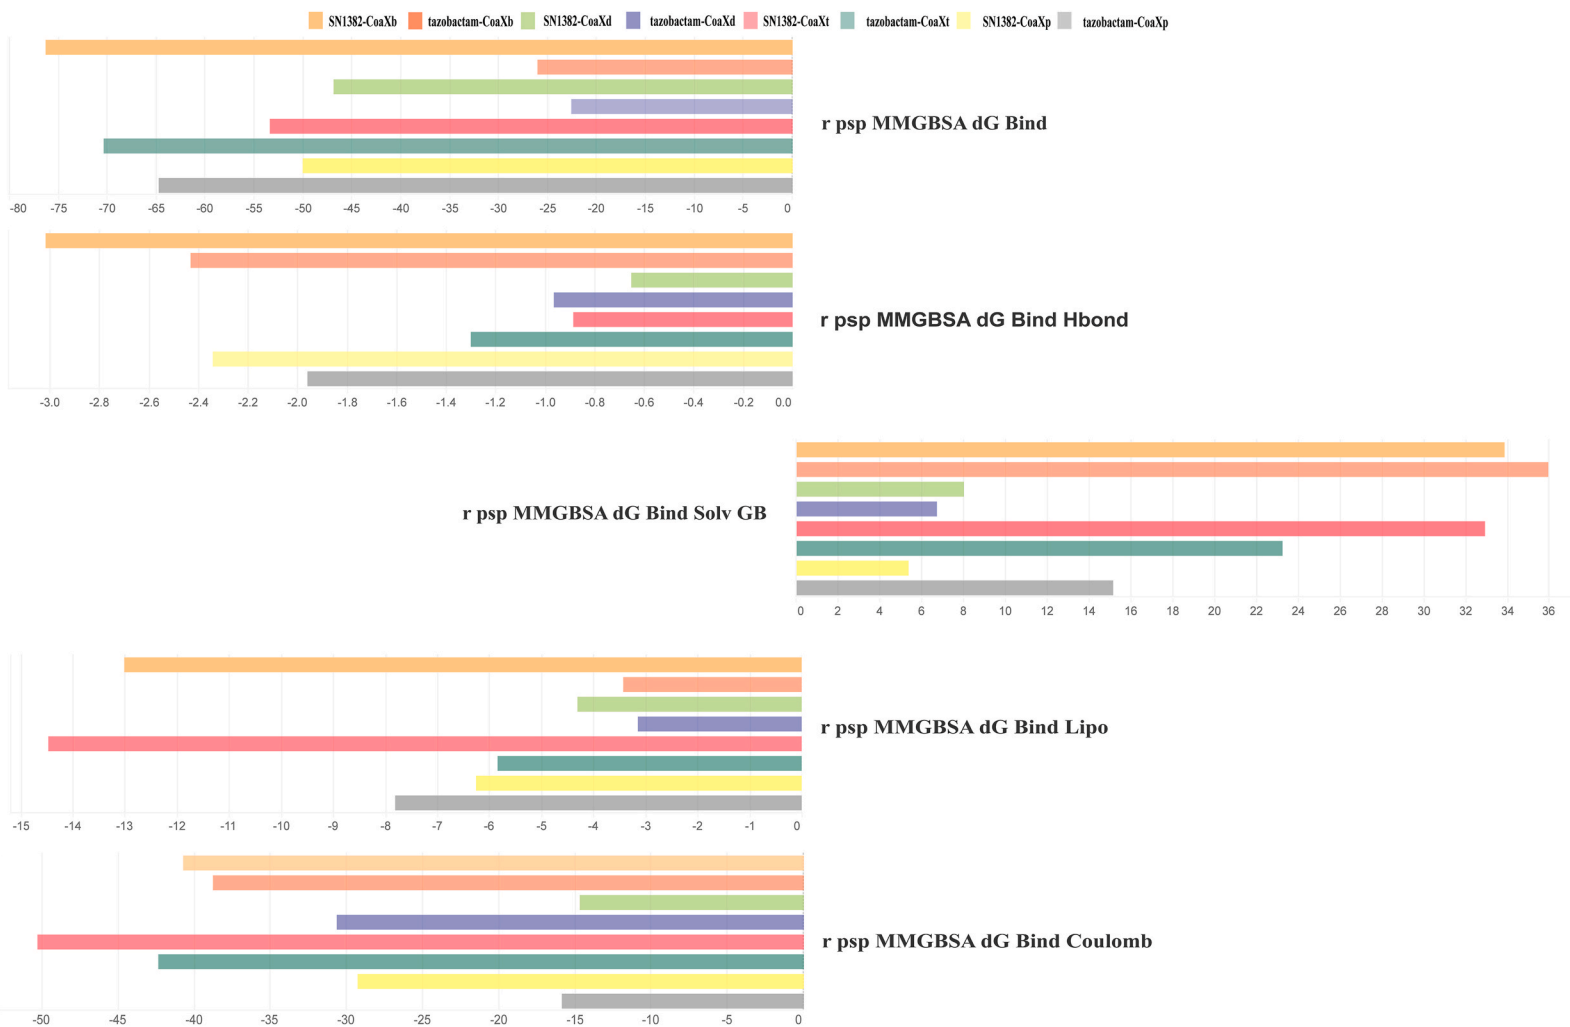 SN1382-CoaXb tazobactam-CoaXb SN1382-CoaXd tazobactam-CoaXd SN1382-CoaXt tazobactam-CoaXt SN1382-CoaXp tazobactam-CoaXp
r psp MMGBSA dG Bind
-80 -75 -70 -65 -60 -55 -50 -45 -40 -35 -30 -25 -20 -15 -10 -5 0
r psp MMGBSA dG Bind Hbond
-3.0 -2.8 -2.6 -2.4 -2.2 -2.0 -1.8 -1.6 -1.4 -1.2 -1.0 -0.8 -0.6 -0.4 -0.2 0.0
r psp MMGBSA dG Bind Solv GB
0 2 4 6 8 10 12 14 16 18 20 22 24 26 28 30 32 34 36
r psp MMGBSA dG Bind Lipo
-15 -14 -13 -12 -11 -10 -9 -8 -7 -6 -5 -4 -3 -2 -1 0
r psp MMGBSA dG Bind Coulomb
-50 -45 -40 -35 -30 -25 -20 -15 -10 -5 0